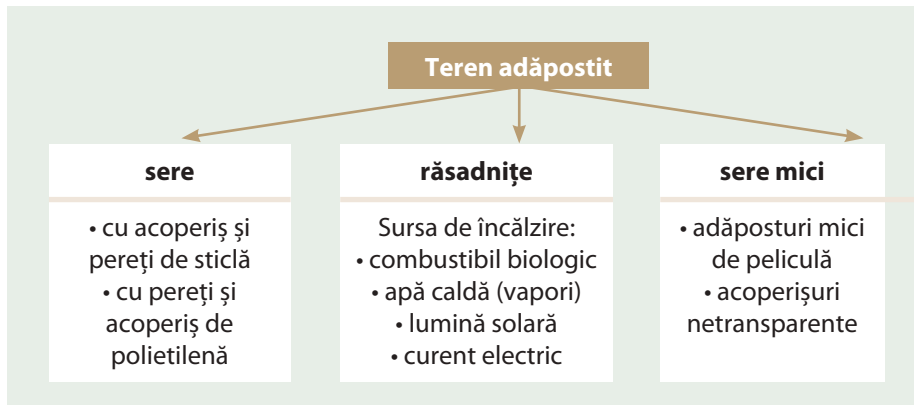 Teren adăpostit
sere
• cu acoperiș și
pereți de sticlă
• cu pereți și
acoperiș de
polietilenă
răsadnițe
Sursa de încălzire:
• combustibil biologic
• apă caldă (vapori)
• lumină solară
• curent electric
sere mici
• adăposturi mici
de peliculă
• acoperișuri
netransparente